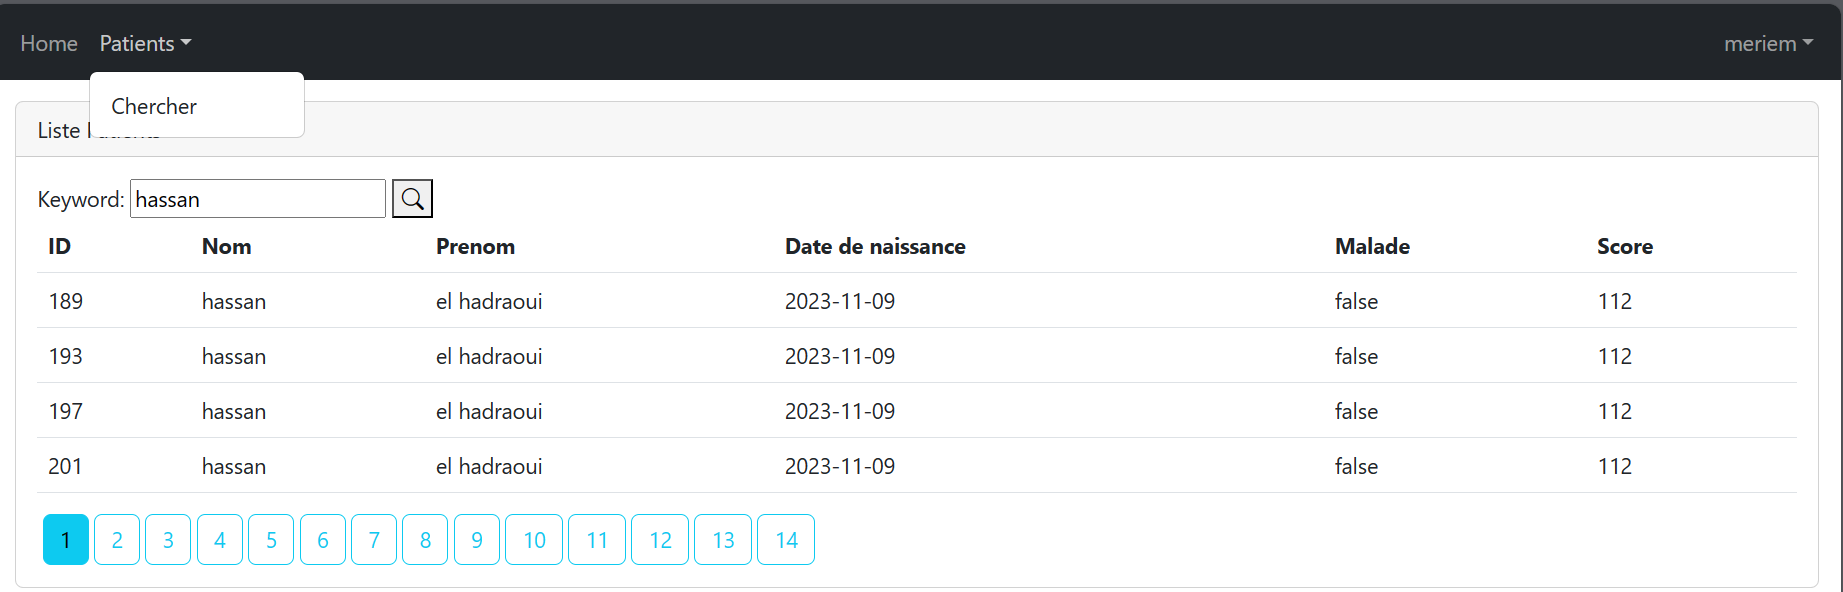 Home Patients meriem
Chercher
Liste
Keyword: hassan
ID Nom Prenom Date de naissance Malade Score
189 hassan el hadraoui 2023-11-09 false 112
193 hassan el hadraoui 2023-11-09 false 112
197 hassan el hadraoui 2023-11-09 false 112
201 hassan el hadraoui 2023-11-09 false 112
1 2 3 4 5 6 7 8 9 10 11 12 13 14